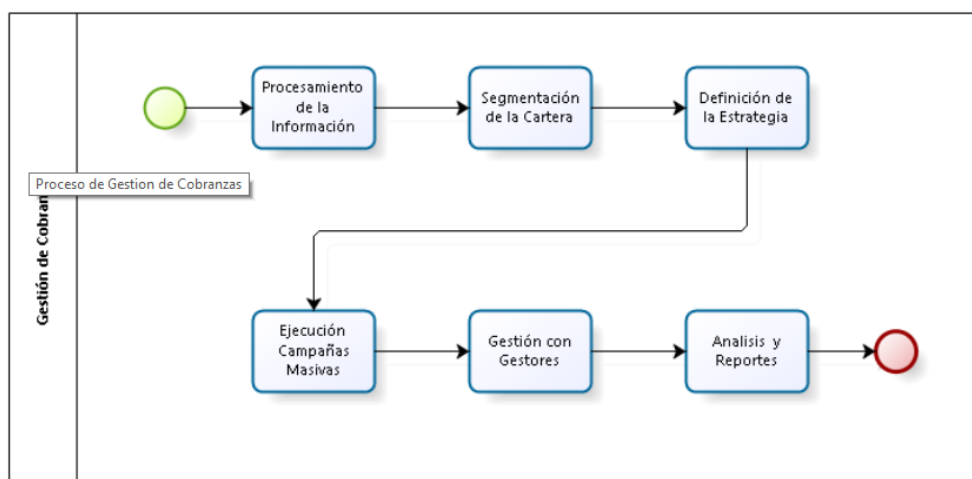 Procesamiento
de la
Información
Segmentación
de la Cartera
Definición de
la Estrategia
Proceso de Gestion de Cobranzas
Gestión de Cobran
Ejecución
Campañas
Masivas
Gestión con
Gestores
Analisis y
Reportes